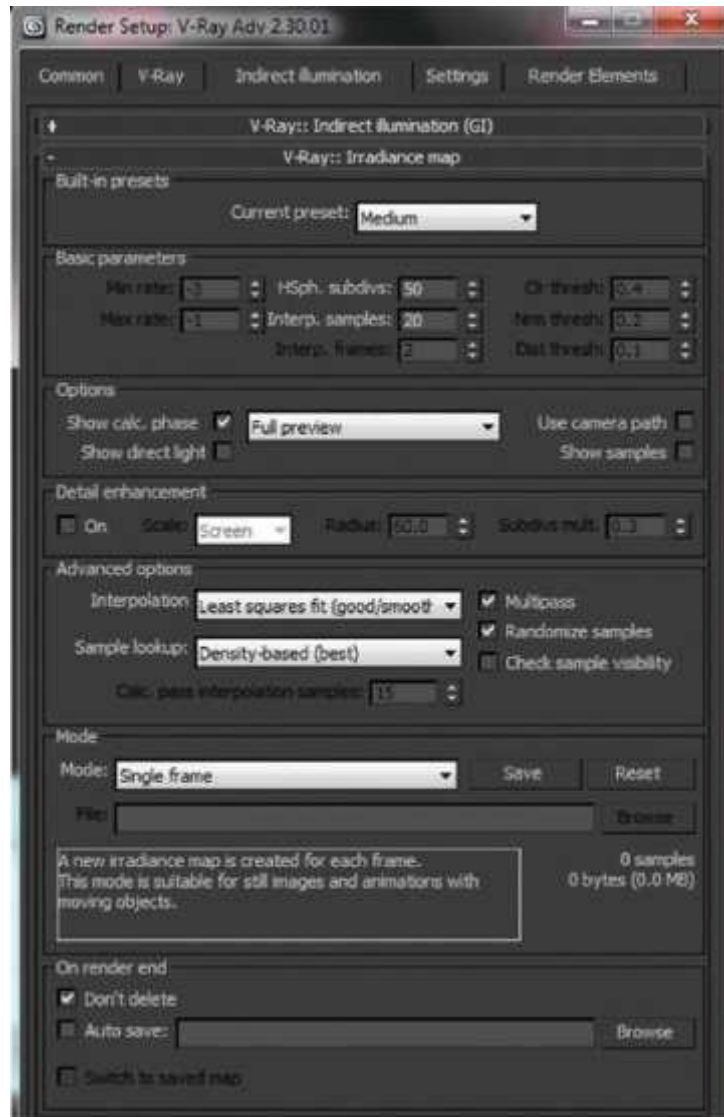 Render Setup: V-Ray Adv 2.30.01
Common V-Ray Indirect illumination Settings Render Elements
+ V-Ray:: Indirect illumination (GI)
- V-Ray:: Irradiance map
Built-in presets
Current preset: Medium
Basic parameters
Min rate: -3 HSph. subdivs: 50 Clr thresh: 0.4
Max rate: -1 Interp. samples: 20 Nrm thresh: 0.2
Interp. frames: 2 Dist thresh: 0.1
Options
Show calc. phase Full preview Use camera path
Show direct light Show samples
Detail enhancement
On Scale: Screen Radius: 60.0 Subdivs mult. 0.3
Advanced options
Interpolation Least squares fit (good/smooth Multipass
Randomize samples
Sample lookup: Density-based (best)
Check sample visibility
Calc. pass interpolation samples: 15
Mode
Mode: Single frame Save Reset
File: Browse
A new irradiance map is created for each frame.
This mode is suitable for still images and animations with
moving objects.
0 samples
0 bytes (0.0 MB)
On render end
Don't delete
Auto save: Browse
Switch to saved map